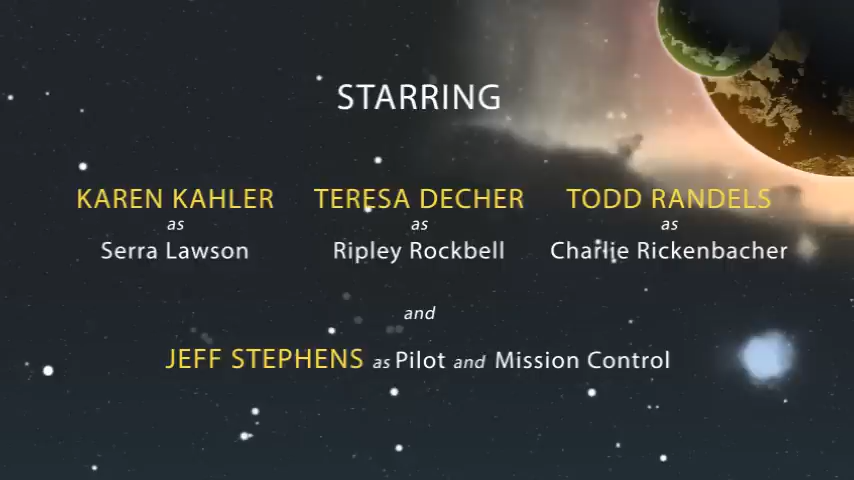 STARRING
KAREN KAHLER TERESA DECHER TODD RANDELS
as as as
Serra Lawson Ripley Rockbell Charlie Rickenbacher
and
JEFF STEPHENS as Pilot and Mission Control